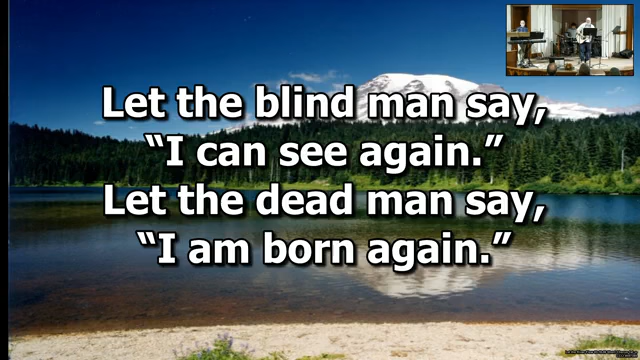 Let the blind man say,
“I can see again.”
Let the dead man say,
“I am born again.”